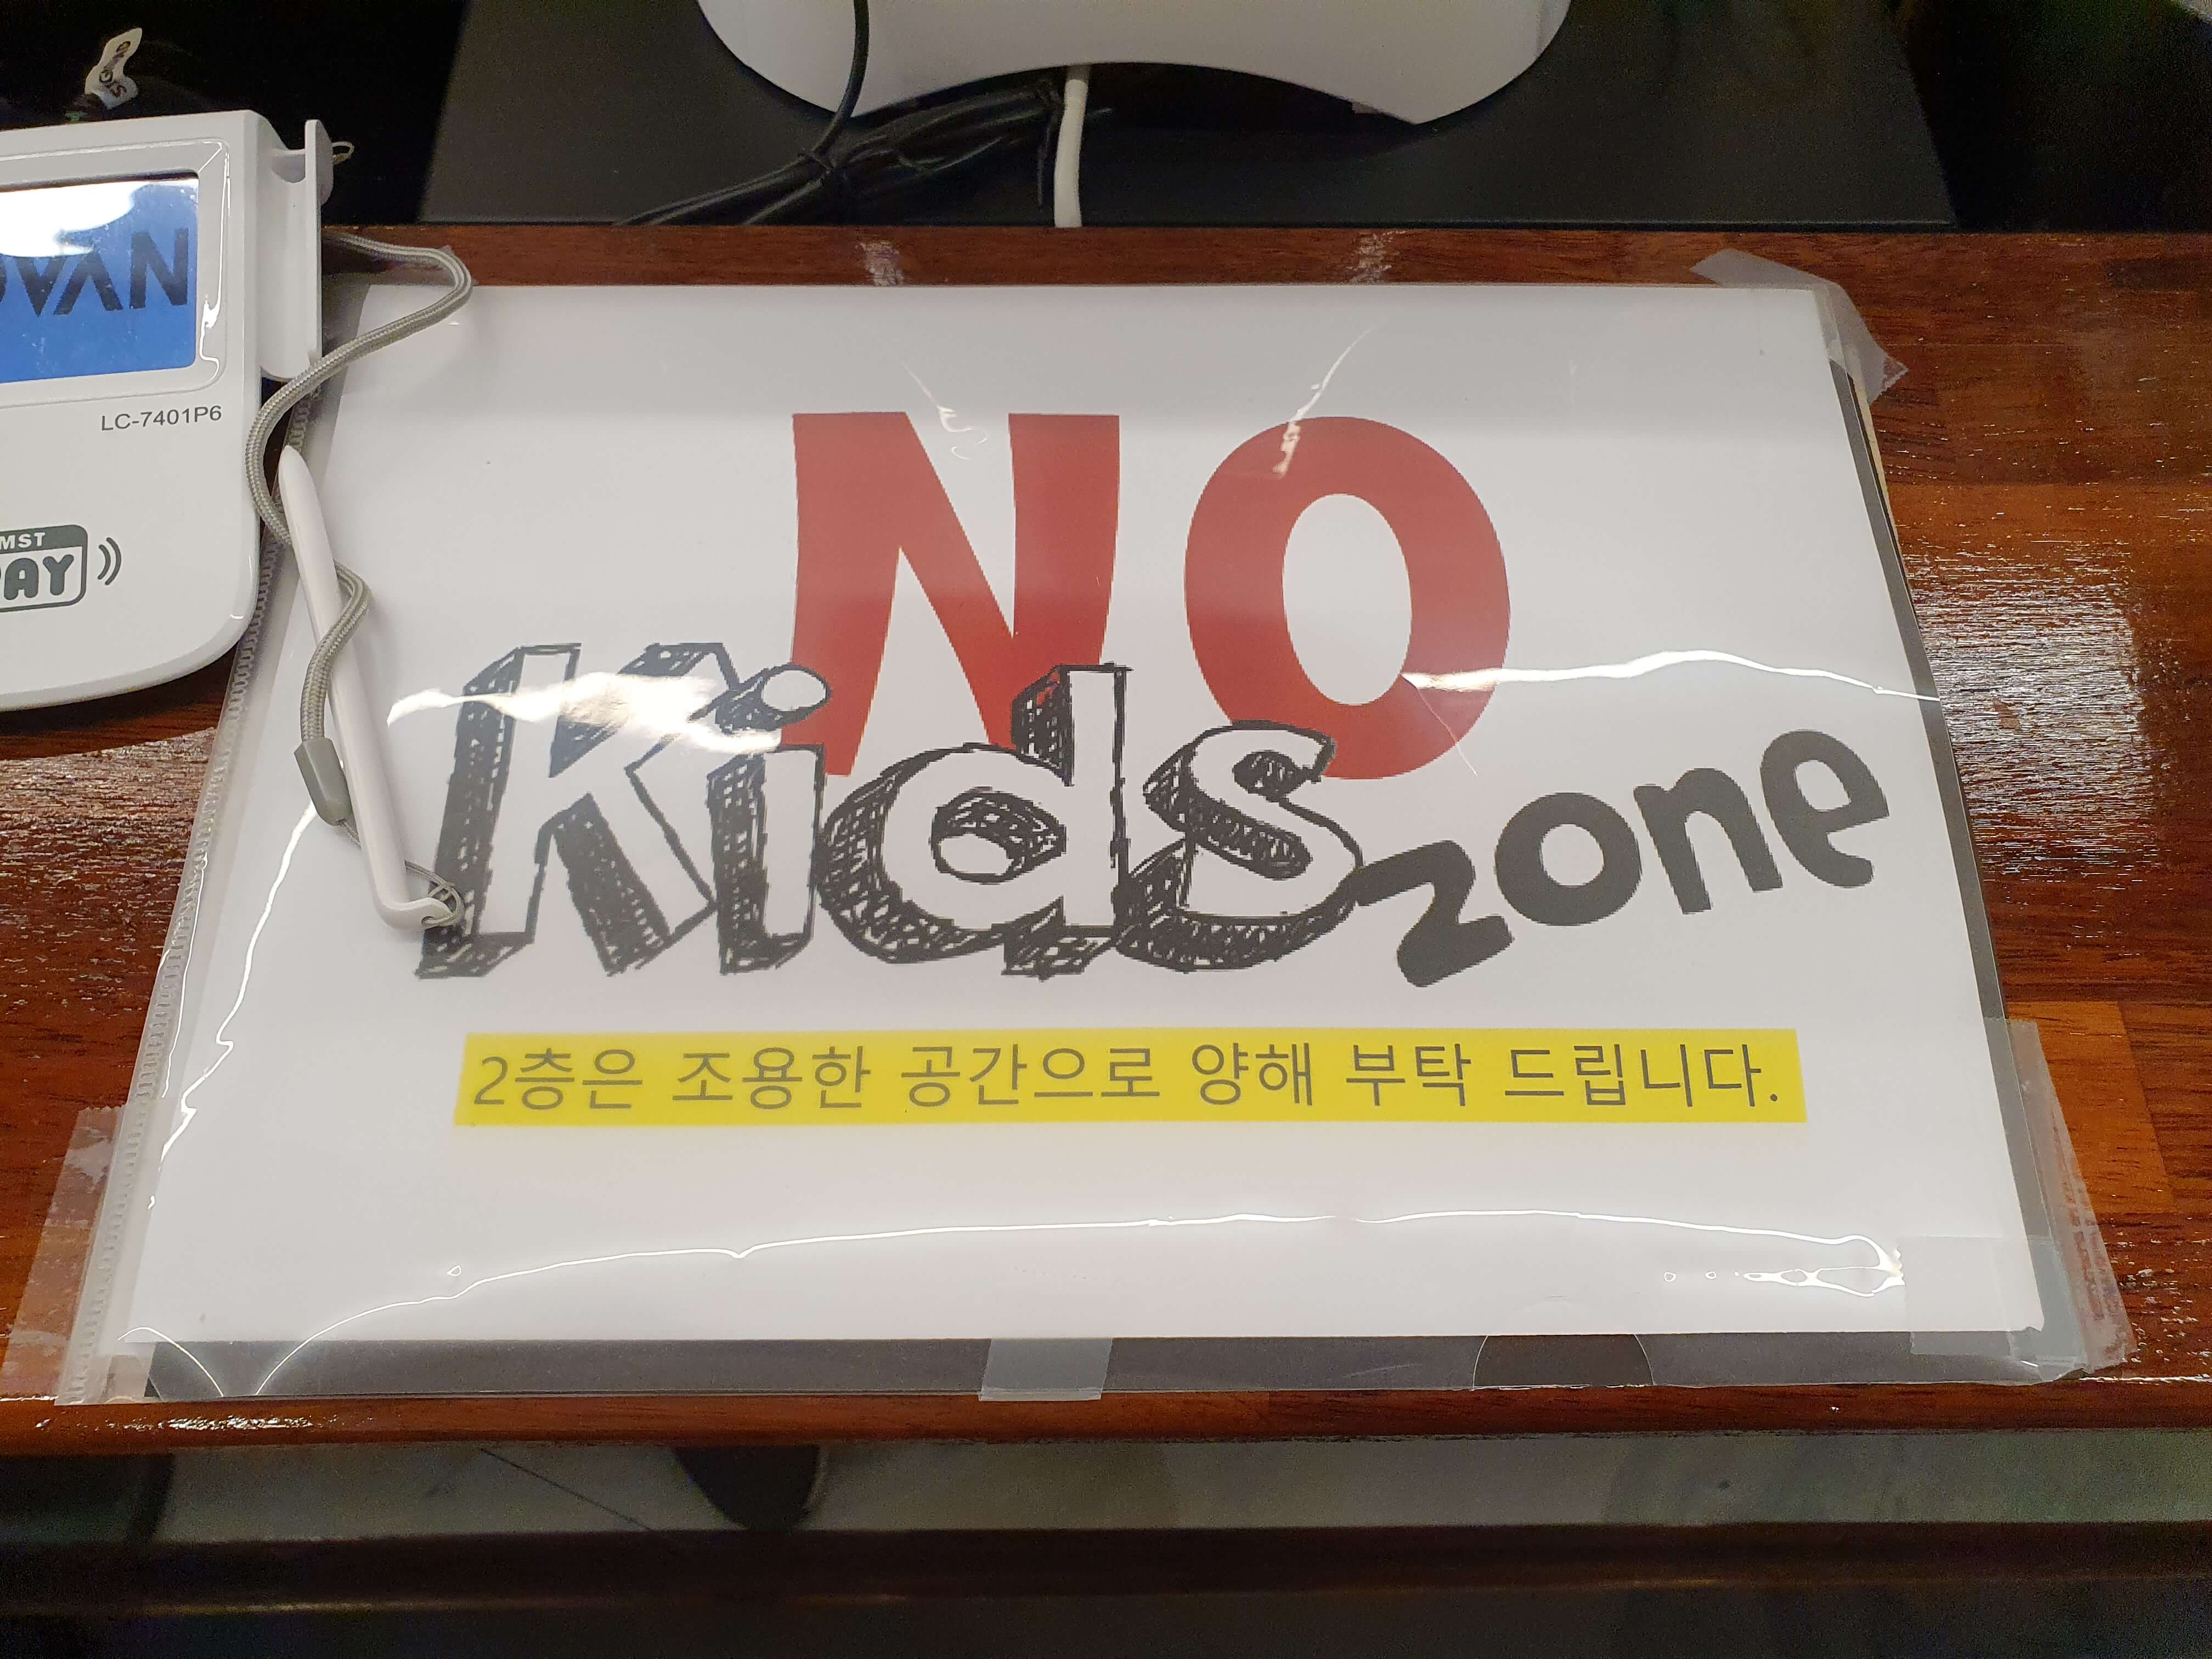 LC-7401P6
MST
NO
Kids zone
2층은 조용한 공간으로 양해 부탁 드립니다.